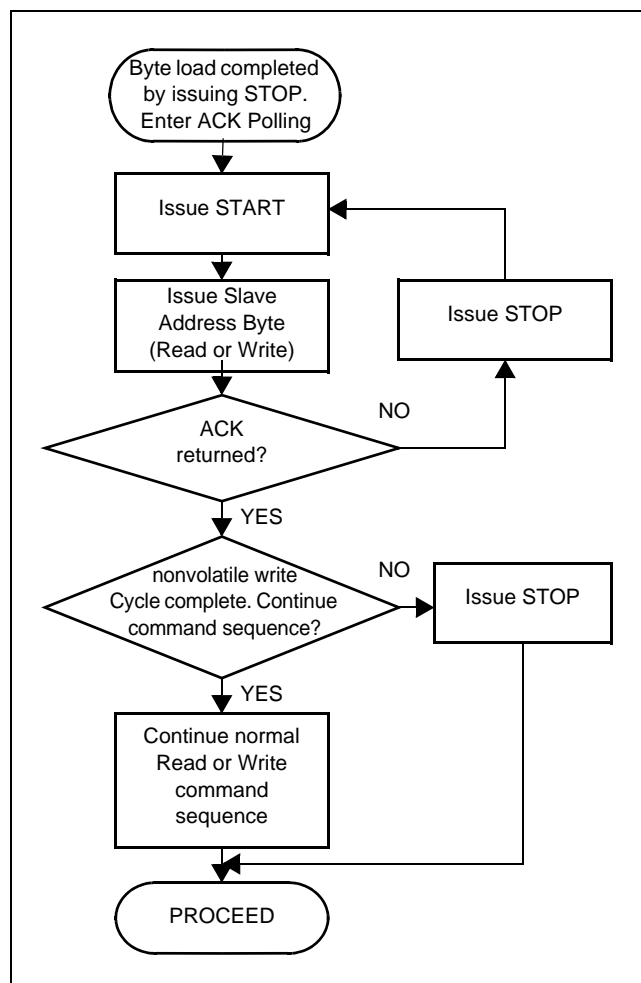 Byte load completed
by issuing STOP.
Enter ACK Polling
Issue START
Issue Slave
Address Byte
(Read or Write)
Issue STOP
NO
ACK
returned?
YES
nonvolatile write
Cycle complete. Continue
command sequence?
NO
Issue STOP
YES
Continue normal
Read or Write
command
sequence
PROCEED